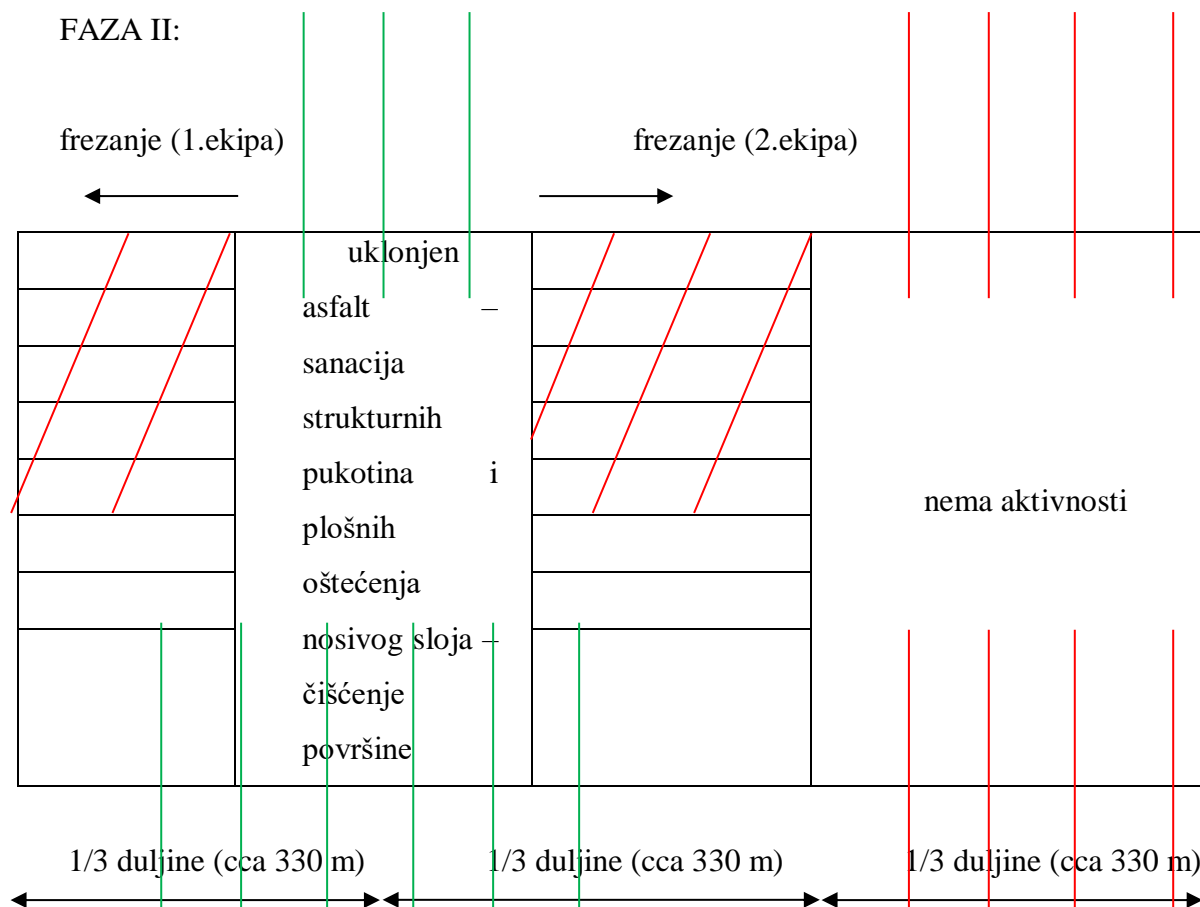 FAZA II:
frezanje (1.ekipa)
frezanje (2.ekipa)
uklonjen
asfalt –
sanacija
strukturnih
pukotina i
plošnih
oštećenja
nosivog sloja –
čišćenje
površine
nema aktivnosti
1/3 duljine (cca 330 m)
1/3 duljine (cca 330 m)
1/3 duljine (cca 330 m)